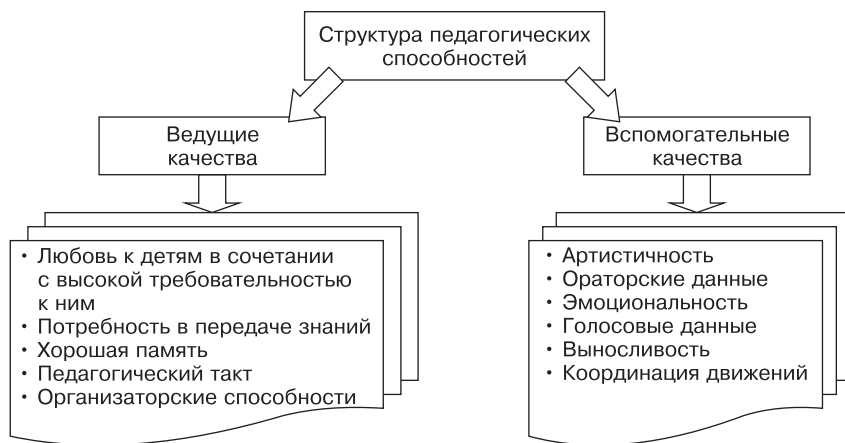 Структура педагогических
способностей
Ведущие
качества
Вспомогательные
качества
• Любовь к детям в сочетании
с высокой требовательностью
к ним
• Потребность в передаче знаний
• Хорошая память
• Педагогический такт
• Организаторские способности
• Артистичность
• Ораторские данные
• Эмоциональность
• Голосовые данные
• Выносливость
• Координация движений